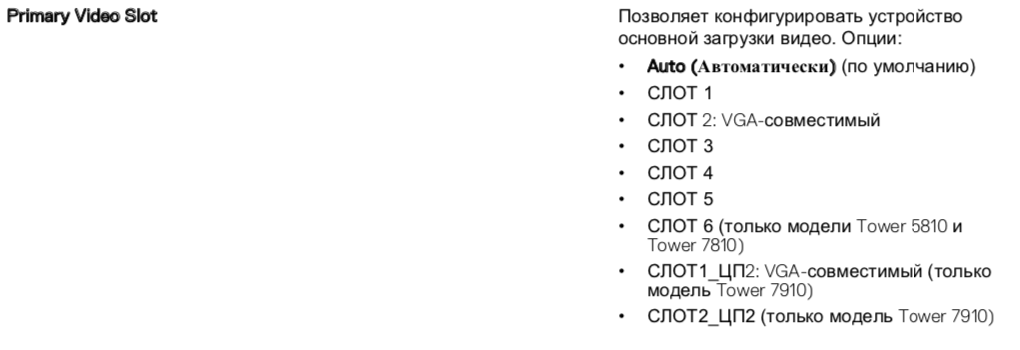 Primary Video Slot
Позволяет конфигурировать устройство
основной загрузки видео. Опции:
• Auto (Автоматически) (по умолчанию)
• СЛОТ 1
• СЛОТ 2: VGA-совместимый
• СЛОТ 3
• СЛОТ 4
• СЛОТ 5
• СЛОТ 6 (только модели Tower 5810 и
Tower 7810)
• СЛОТ1_ЦП2: VGA-совместимый (только
модель Tower 7910)
• СЛОТ2_ЦП2 (только модель Tower 7910)